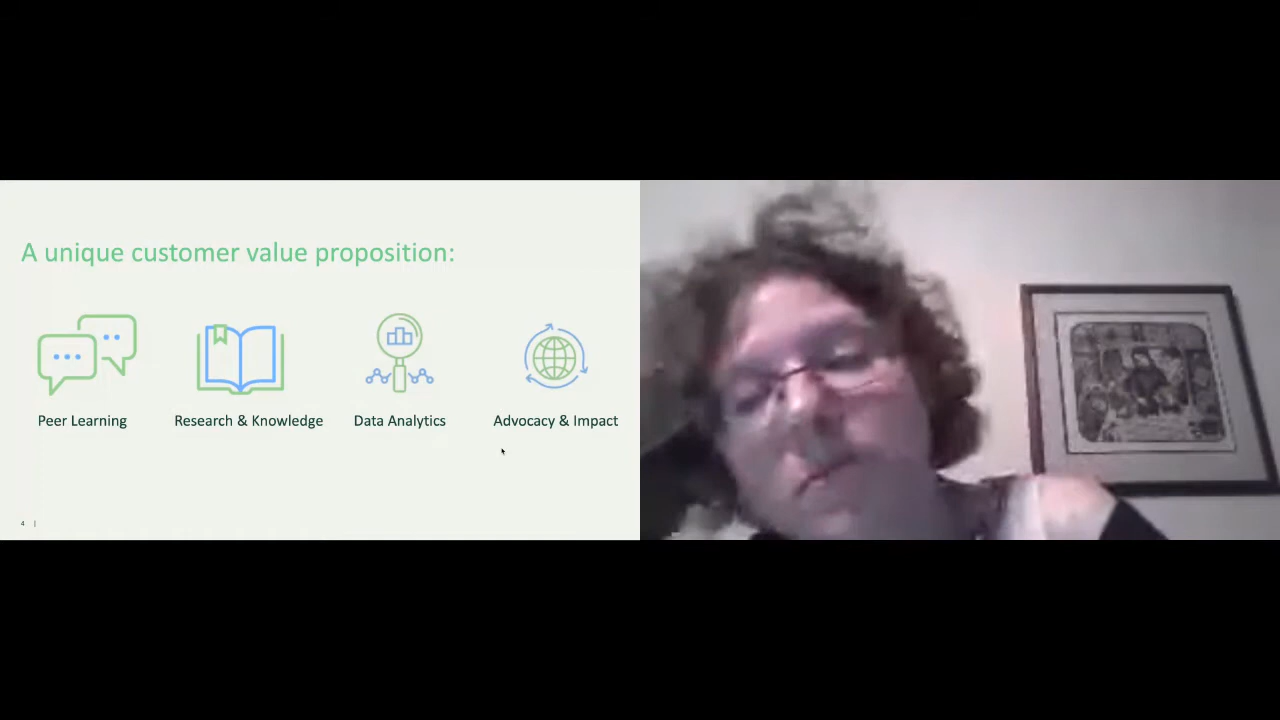 A unique customer value proposition:
Peer Learning
Research & Knowledge
Data Analytics
Advocacy & Impact
4 |